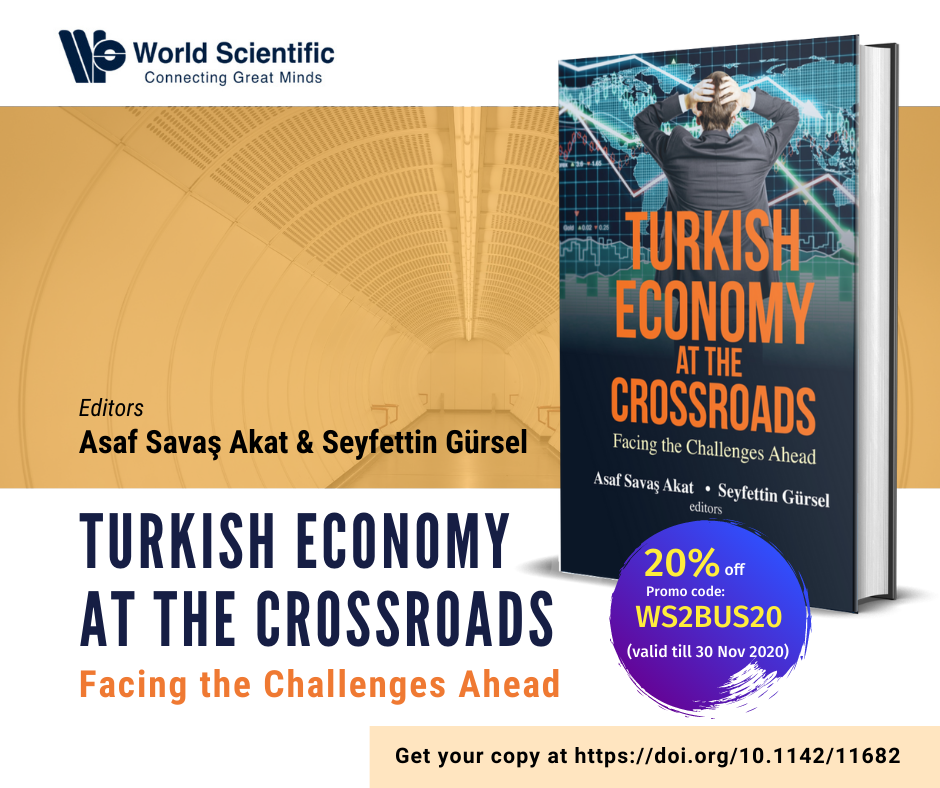 World Scientific
Connecting Great Minds
TURKISH
ECONOMY
AT THE
CROSSROADS
Facing the Challenges Ahead
Asaf Savaş Akat • Seyfettin Gürsel
editors
Editors
Asaf Savaş Akat & Seyfettin Gürsel
TURKISH ECONOMY
AT THE CROSSROADS
Facing the Challenges Ahead
20% off
Promo code:
WS2BUS20
(valid till 30 Nov 2020)
Get your copy at https://doi.org/10.1142/11682